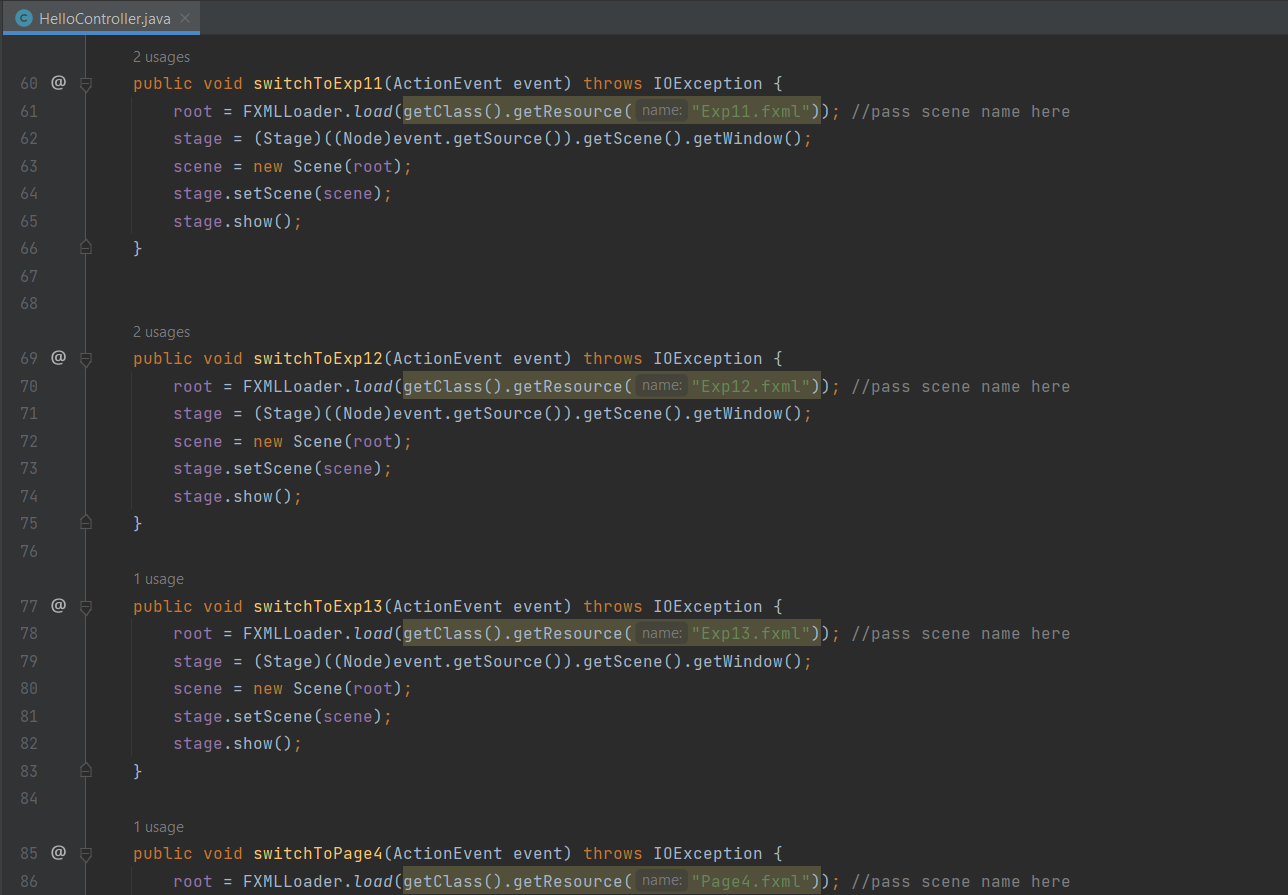 HelloController.java
2 usages
60 @ public void switchToExp11(ActionEvent event) throws IOException {
61 root = FXMLLoader.load(getClass().getResource( name: "Exp11.fxml")); //pass scene name here
62 stage = (Stage)((Node)event.getSource()).getScene().getWindow();
63 scene = new Scene(root);
64 stage.setScene(scene);
65 stage.show();
66 }
67
68
2 usages
69 @ public void switchToExp12(ActionEvent event) throws IOException {
70 root = FXMLLoader.load(getClass().getResource( name: "Exp12.fxml")); //pass scene name here
71 stage = (Stage)((Node)event.getSource()).getScene().getWindow();
72 scene = new Scene(root);
73 stage.setScene(scene);
74 stage.show();
75 }
76
1 usage
77 @ public void switchToExp13(ActionEvent event) throws IOException {
78 root = FXMLLoader.load(getClass().getResource( name: "Exp13.fxml")); //pass scene name here
79 stage = (Stage)((Node)event.getSource()).getScene().getWindow();
80 scene = new Scene(root);
81 stage.setScene(scene);
82 stage.show();
83 }
84
1 usage
85 @ public void switchToPage4(ActionEvent event) throws IOException {
86 root = FXMLLoader.load(getClass().getResource( name: "Page4.fxml")); //pass scene name here